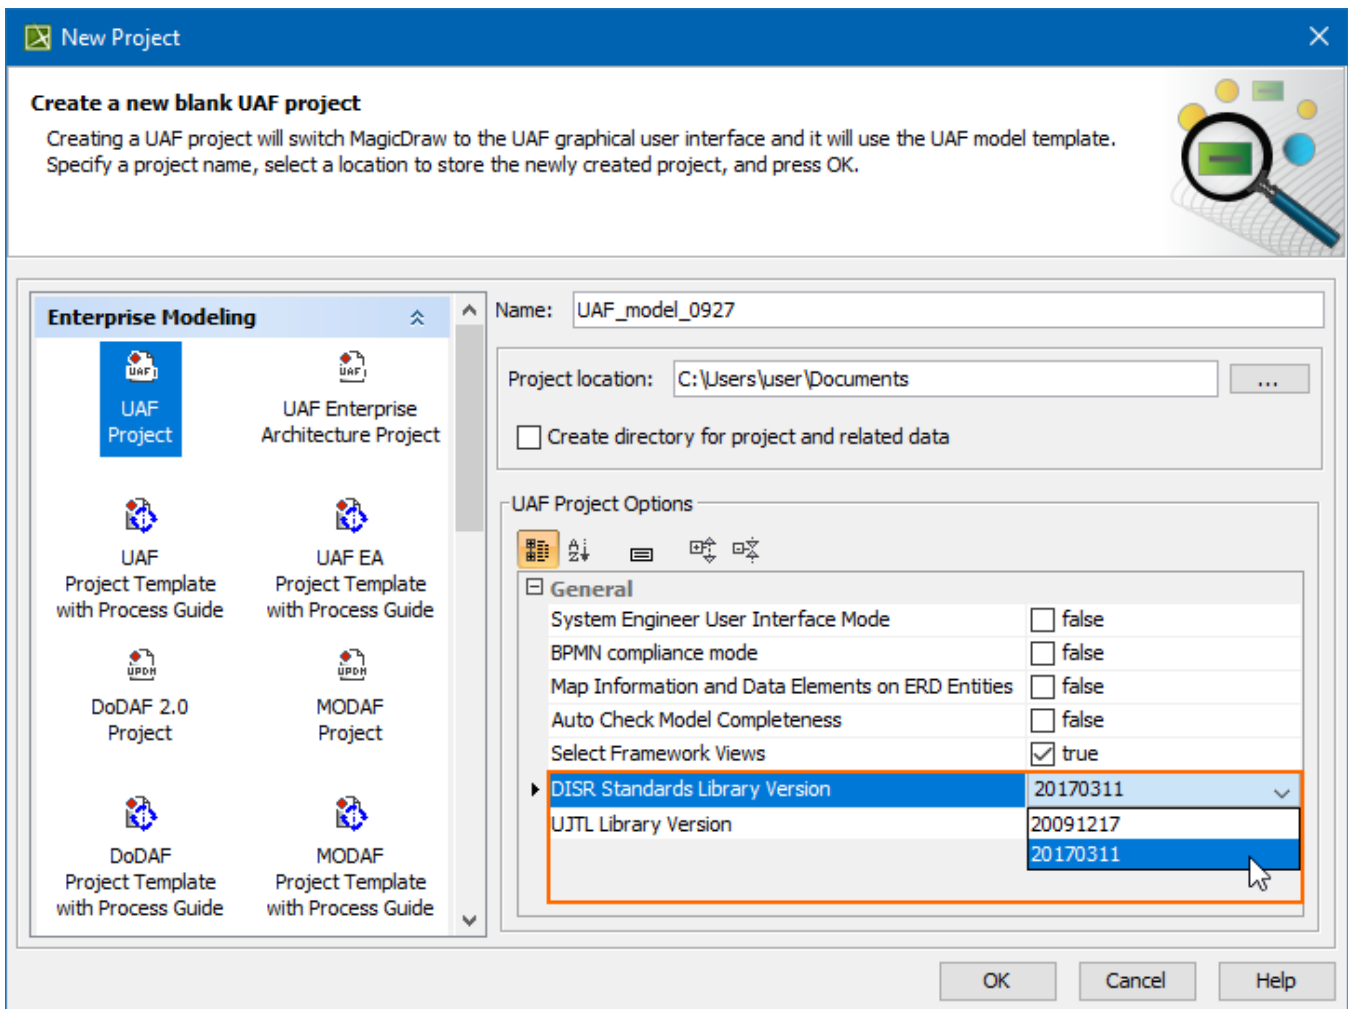 New Project
Create a new blank UAF project
Creating a UAF project will switch MagicDraw to the UAF graphical user interface and it will use the UAF model template.
Specify a project name, select a location to store the newly created project, and press OK.
Enterprise Modeling
UAF
Project
UAF Enterprise
Architecture Project
UAF
Project Template
with Process Guide
UAF EA
Project Template
with Process Guide
DoDAF 2.0
Project
MODAF
Project
DoDAF
Project Template
with Process Guide
MODAF
Project Template
with Process Guide
Name: UAF_model_0927
Project location: C:\Users\user\Documents ...
Create directory for project and related data
UAF Project Options
General
System Engineer User Interface Mode false
BPMN compliance mode false
Map Information and Data Elements on ERD Entities false
Auto Check Model Completeness false
Select Framework Views true
DISR Standards Library Version 20170311
UJTL Library Version 20091217
20170311
OK Cancel Help